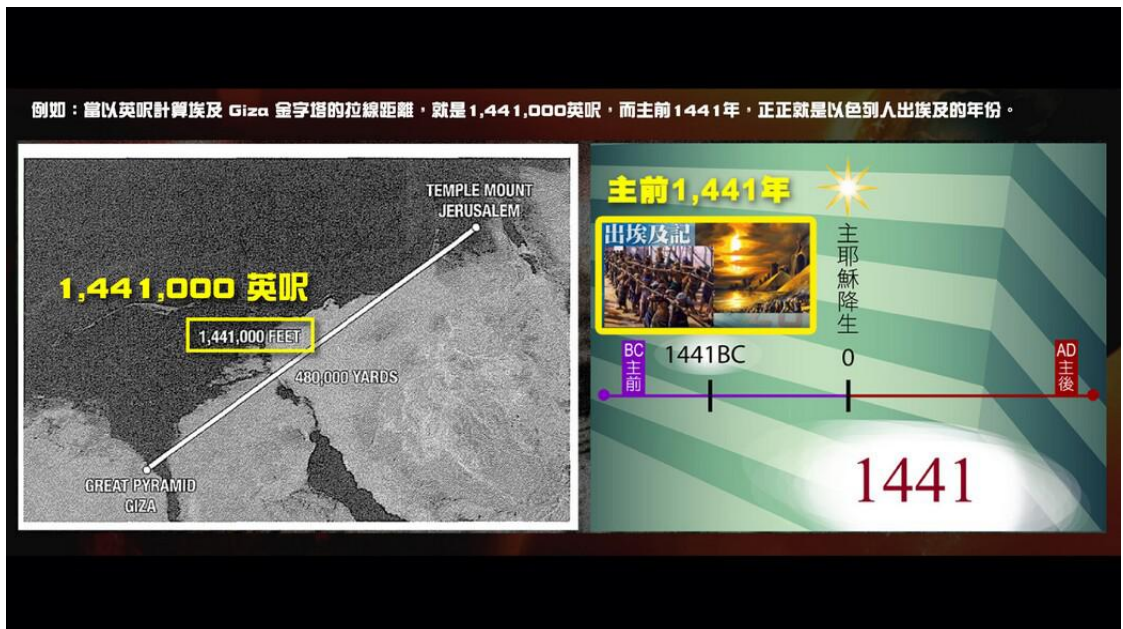 例如：當以英呎計算埃及 Giza 金字塔的拉線距離，就是1,441,000英呎，而主前1441年，正正就是以色列人出埃及的年份。
TEMPLE MOUNT
JERUSALEM
1,441,000 英呎
1,441,000 FEET
480,000 YARDS
GREAT PYRAMID
GIZA
主前1,441年
出埃及記
主耶穌降生
BC
主前
1441BC
0
AD
主後
1441